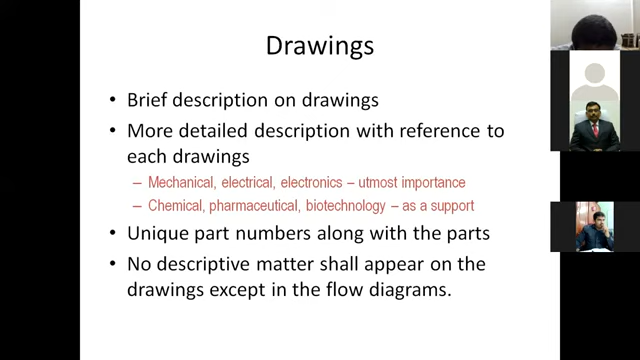 Drawings
• Brief description on drawings
• More detailed description with reference to
each drawings
– Mechanical, electrical, electronics – utmost importance
– Chemical, pharmaceutical, biotechnology – as a support
• Unique part numbers along with the parts
• No descriptive matter shall appear on the
drawings except in the flow diagrams.